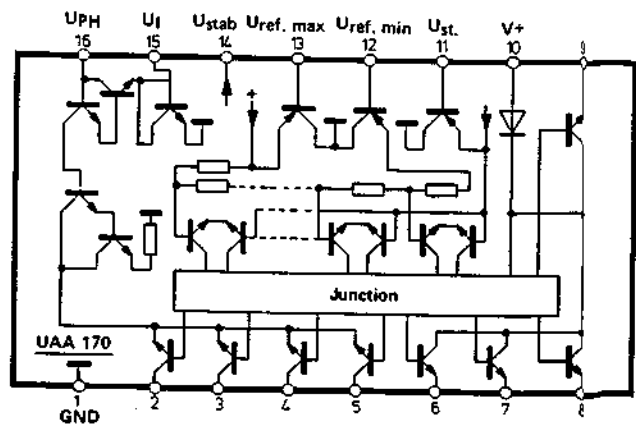 UPH UI Ustab Uref. max Uref. min Ust. V+
16 15 14 13 12 11 10 9
+
Junction
UAA 170
1 2 3 4 5 6 7 8
GND